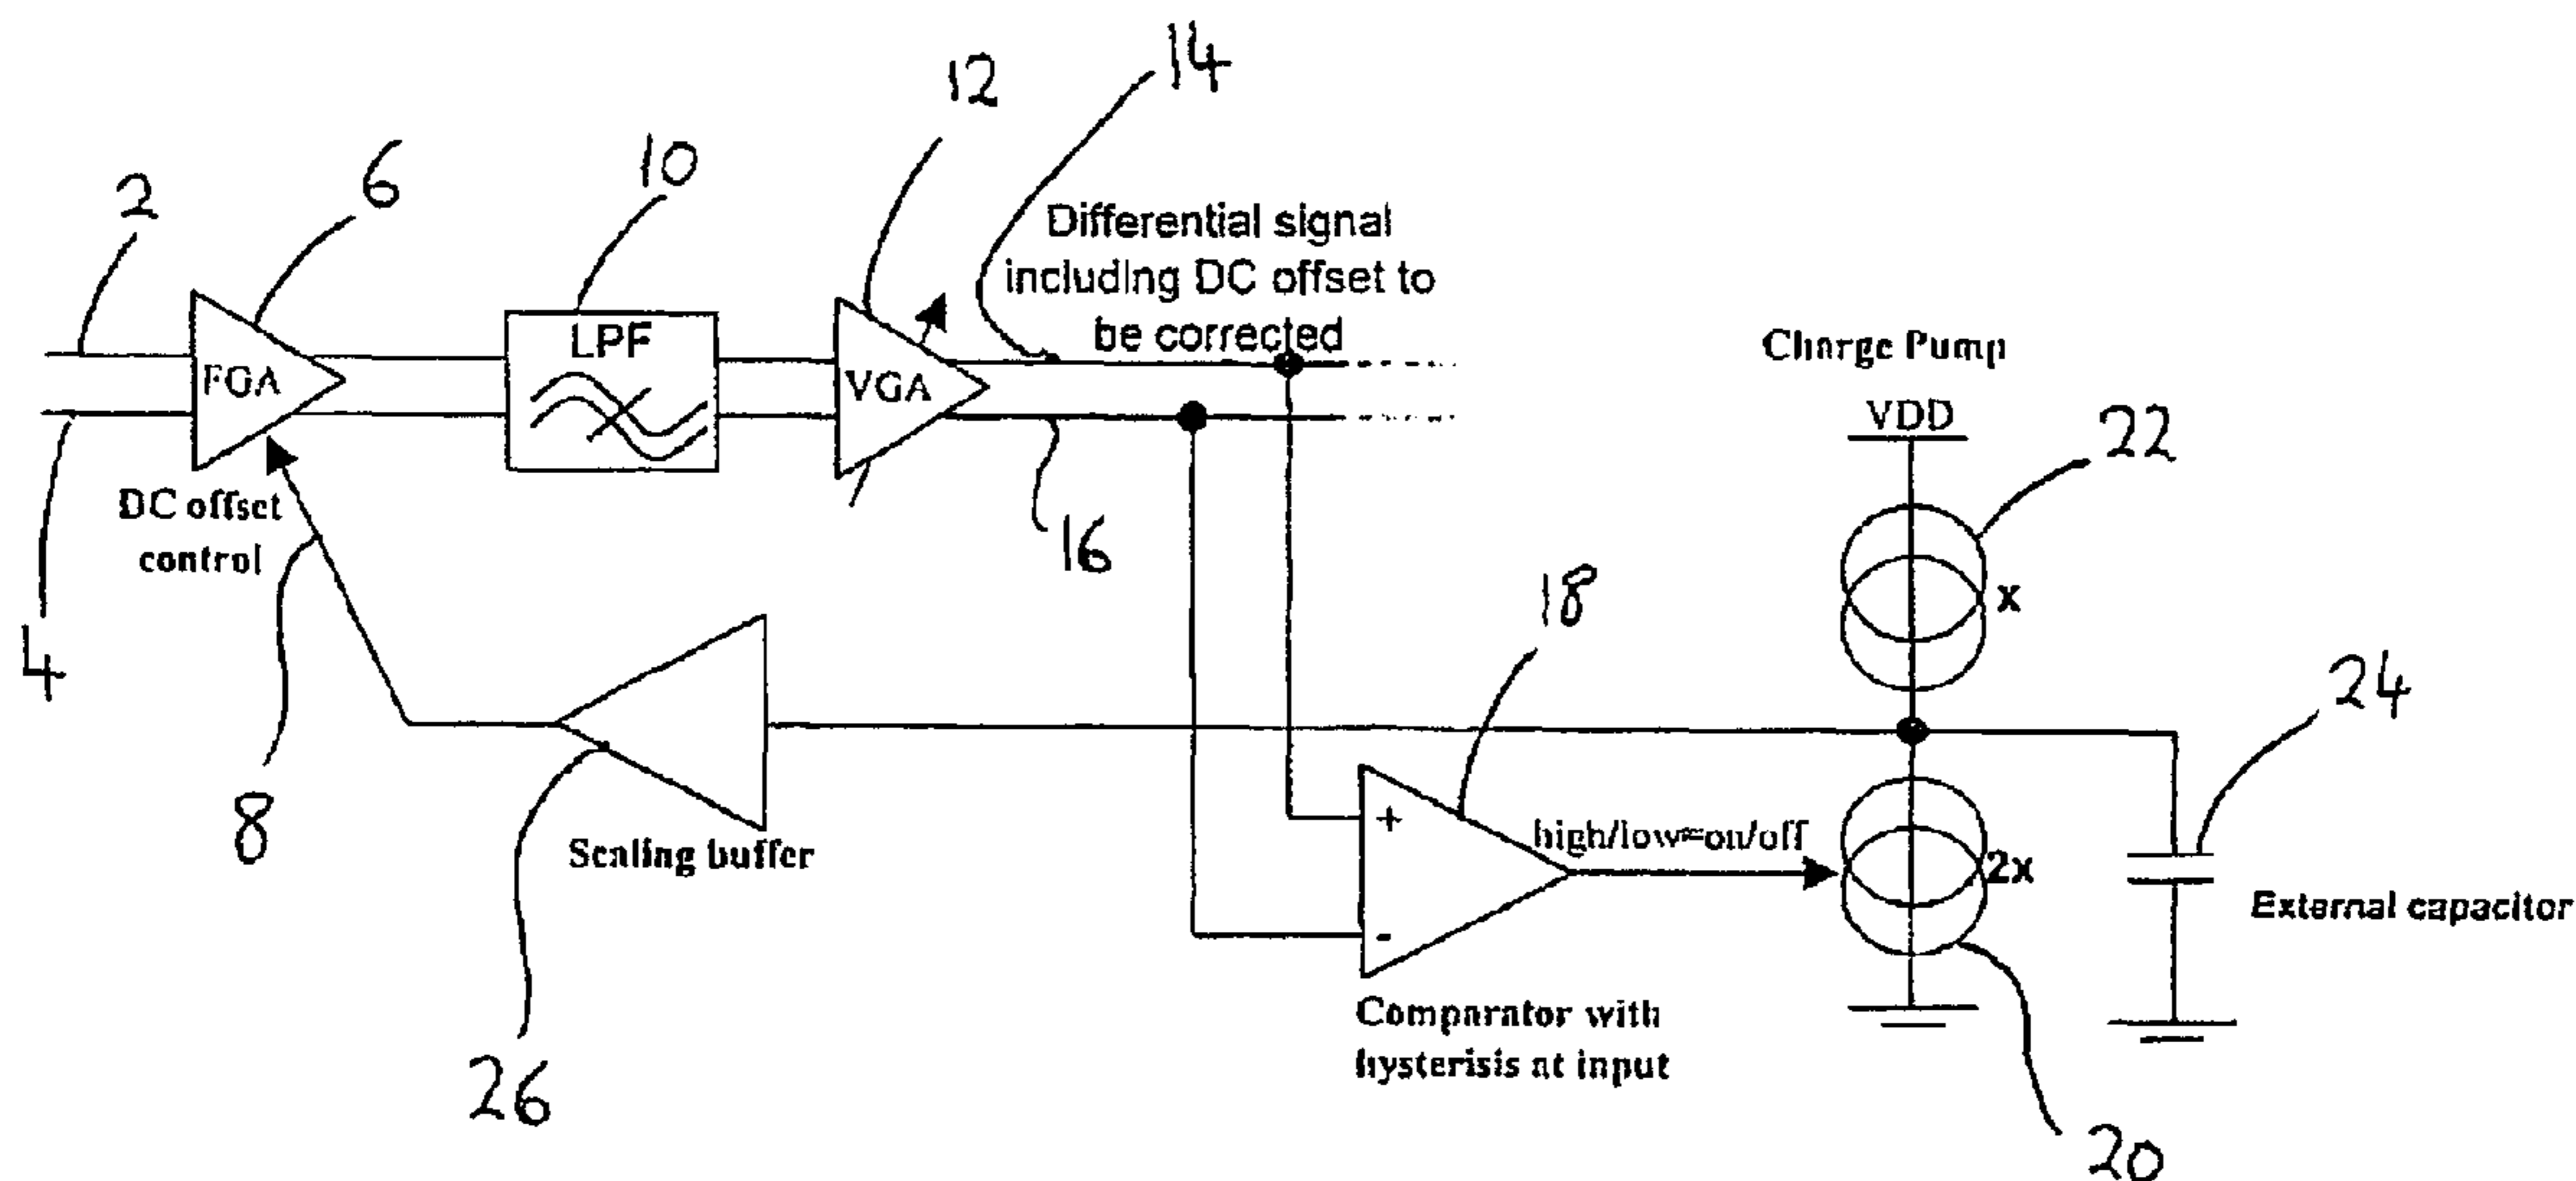 14
12
6
10
2
Differential signal
including DC offset to
be corrected
LPF
FGA
VGA
Charge Pump
VDD
22
DC offset
control
16
x
18
4
24
8
Scaling buffer
+
-
high/low=on/off
2x
External capacitor
Comparator with
hysterisis at input
26
20